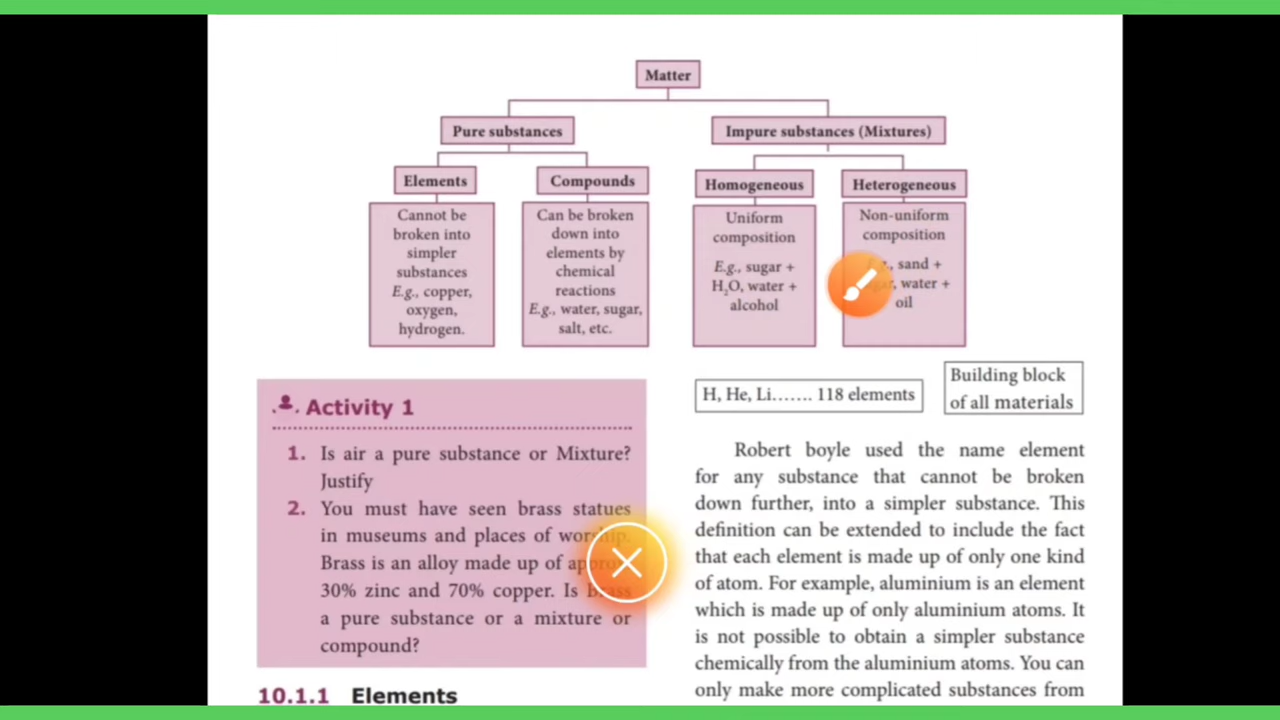 Matter
Pure substances
Impure substances (Mixtures)
Elements
Compounds
Homogeneous
Heterogeneous
Cannot be
broken into
simpler
substances
E.g., copper,
oxygen,
hydrogen.
Can be broken
down into
elements by
chemical
reactions
E.g., water, sugar,
salt, etc.
Uniform
composition
E.g., sugar +
H₂O, water +
alcohol
Non-uniform
composition
sand +
water +
oil
Activity 1
1. Is air a pure substance or Mixture?
Justify
2. You must have seen brass statues
in museums and places of worship.
Brass is an alloy made up of
30% zinc and 70% copper. Is Brass
a pure substance or a mixture or
compound?
10.1.1 Elements
H, He, Li....... 118 elements
Building block
of all materials
Robert boyle used the name element
for any substance that cannot be broken
down further, into a simpler substance. This
definition can be extended to include the fact
that each element is made up of only one kind
of atom. For example, aluminium is an element
which is made up of only aluminium atoms. It
is not possible to obtain a simpler substance
chemically from the aluminium atoms. You can
only make more complicated substances from